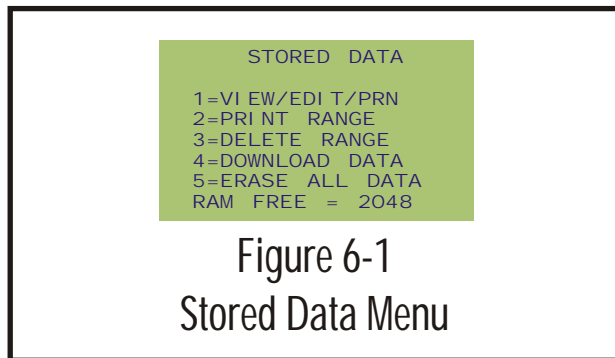 STORED DATA
1=VIEW/EDIT/PRN
2=PRINT RANGE
3=DELETE RANGE
4=DOWNLOAD DATA
5=ERASE ALL DATA
RAM FREE = 2048
Figure 6-1
Stored Data Menu